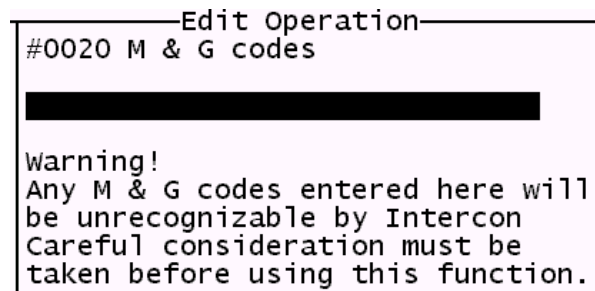 Edit Operation
#0020 M & G codes
Warning!
Any M & G codes entered here will
be unrecognizable by Intercon
Careful consideration must be
taken before using this function.